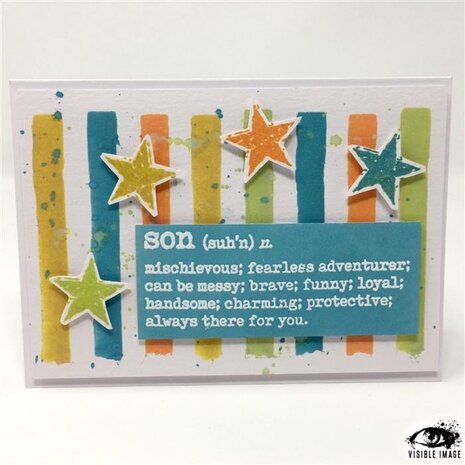 son (suh'n) n.
mischievous; fearless adventurer;
can be messy; brave; funny; loyal;
handsome; charming; protective;
always there for you.
VISIBLE IMAGE